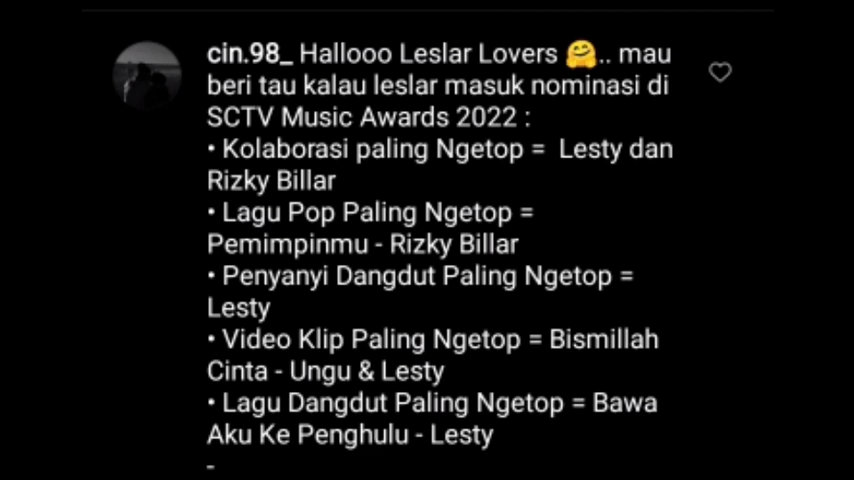 cin.98_ Hallooo Leslar Lovers 🤗.. mau
beri tau kalau leslar masuk nominasi di
SCTV Music Awards 2022 :
• Kolaborasi paling Ngetop = Lesty dan
Rizky Billar
• Lagu Pop Paling Ngetop =
Pemimpinmu - Rizky Billar
• Penyanyi Dangdut Paling Ngetop =
Lesty
• Video Klip Paling Ngetop = Bismillah
Cinta - Ungu & Lesty
• Lagu Dangdut Paling Ngetop = Bawa
Aku Ke Penghulu - Lesty
-